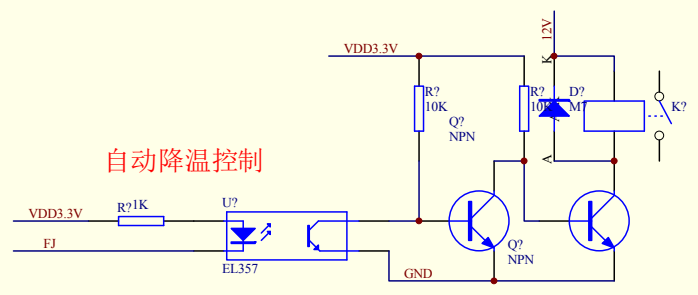 12V
VDD3.3V
K
R?
10K
R?
10K
D?
M7
K?
Q?
NPN
自动降温控制
A
R?
1K
U?
VDD3.3V
FJ
EL357
Q?
NPN
GND